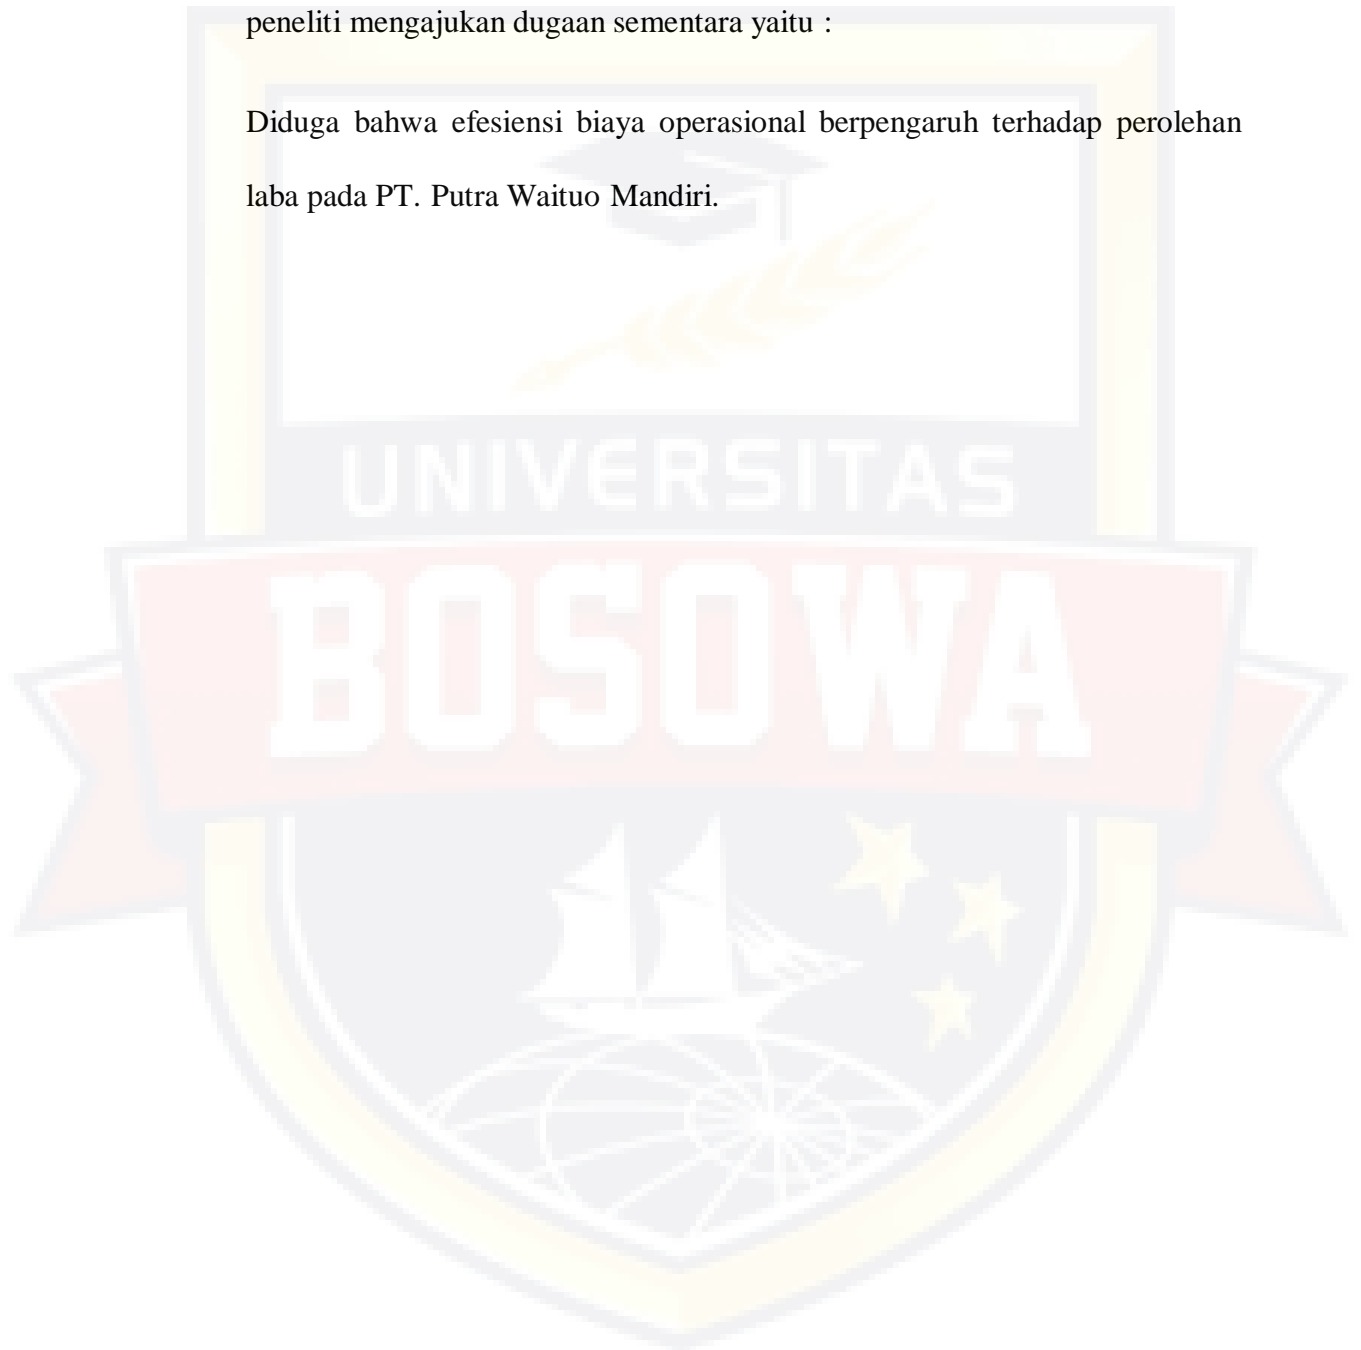 peneliti mengajukan dugaan sementara yaitu :
Diduga bahwa efesiensi biaya operasional berpengaruh terhadap perolehan
laba pada PT. Putra Waituo Mandiri.
UNIVERSITAS
BOSOWA